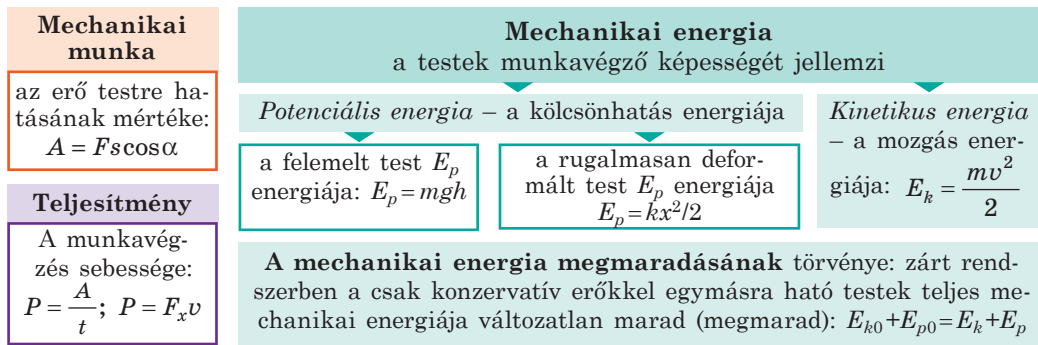 Mechanikai
munka
az erő testre ha-
tásának mértéke:
A = Fs cos α
Teljesítmény
A munkavég-
zés sebessége:
P = A/t; P = Fₓv
Mechanikai energia
a testek munkavégző képességét jellemzi
Potenciális energia – a kölcsönhatás energiája
a felemelt test Eₚ
energiája: Eₚ = mgh
a rugalmasan defor-
mált test Eₚ energiája
Eₚ = kx²/2
Kinetikus energia
– a mozgás ener-
giája: Eₖ = mv²/2
A mechanikai energia megmaradásának törvénye: zárt rend-
szerben a csak konzervatív erőkkel egymásra ható testek teljes me-
chanikai energiája változatlan marad (megmarad): Eₖ₀+Eₚ₀=Eₖ+Eₚ